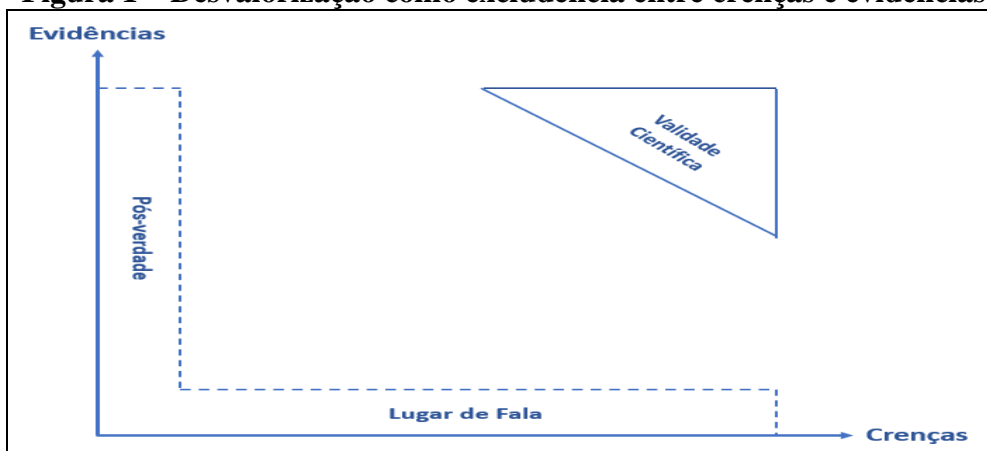 Figura 1 – Desvalorização como excludência entre crenças e evidências
Evidências
Validade
Científica
Pós-verdade
Lugar de Fala
Crenças